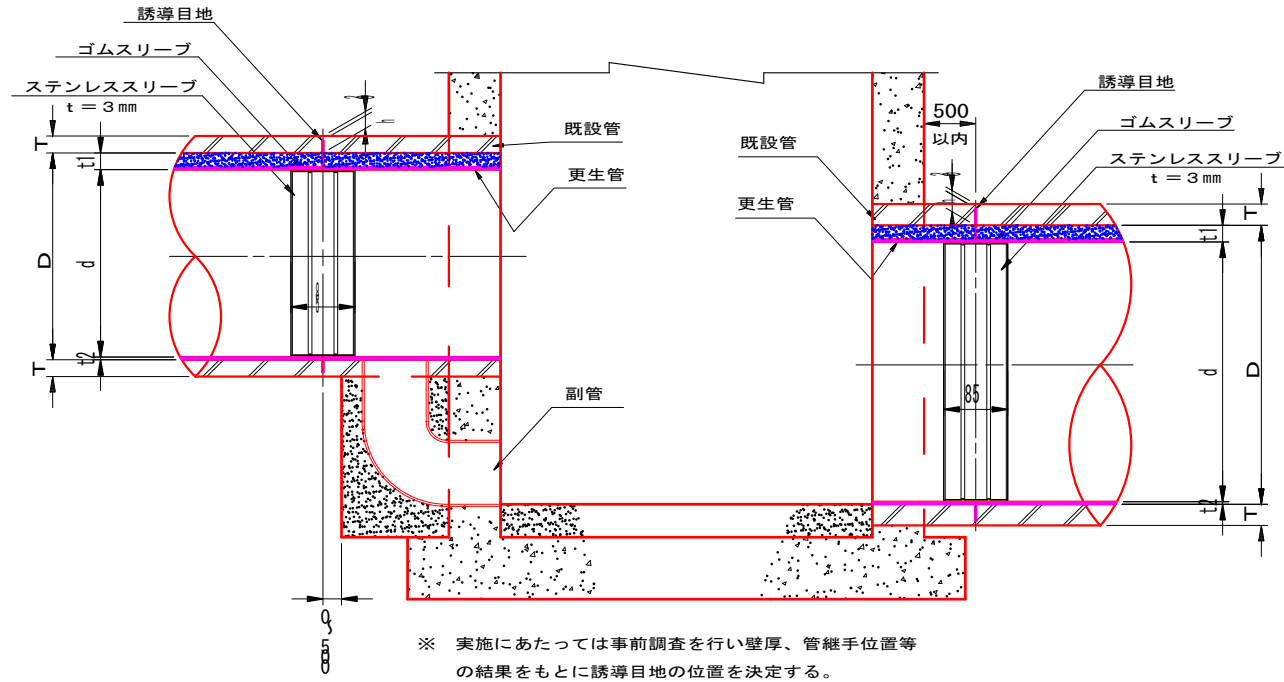 誘導目地
ゴムスリーブ
ステンレススリーブ
t＝3㎜
h
既設管
更生管
T
t1
D
d
t2
T
副管
500
以内
既設管
更生管
誘導目地
ゴムスリーブ
ステンレススリーブ
t＝3㎜
T
t1
d
D
85
t2
T
※ 実施にあたっては事前調査を行い壁厚、管継手位置等
の結果をもとに誘導目地の位置を決定する。